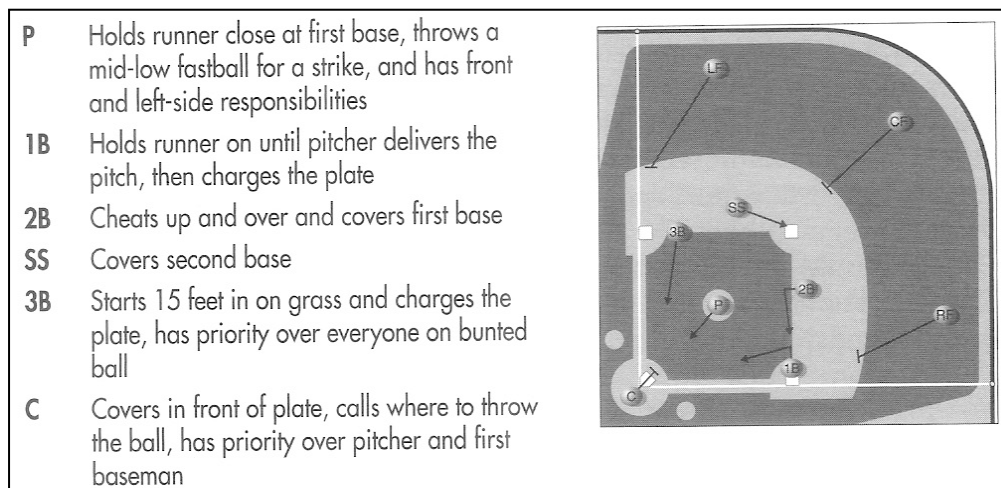 P Holds runner close at first base, throws a
mid-low fastball for a strike, and has front
and left-side responsibilities
1B Holds runner on until pitcher delivers the
pitch, then charges the plate
2B Cheats up and over and covers first base
SS Covers second base
3B Starts 15 feet in on grass and charges the
plate, has priority over everyone on bunted
ball
C Covers in front of plate, calls where to throw
the ball, has priority over pitcher and first
baseman
LF
CF
SS
3B
2B
P
RF
1B
C